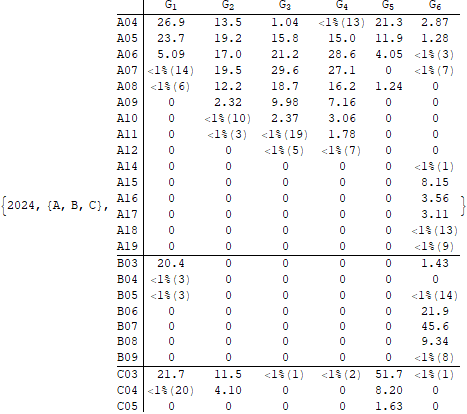 G1 G2 G3 G4 G5 G6
A04 26.9 13.5 1.04 <1%(13) 21.3 2.87
A05 23.7 19.2 15.8 15.0 11.9 1.28
A06 5.09 17.0 21.2 28.6 4.05 <1%(3)
A07 <1%(14) 19.5 29.6 27.1 0 <1%(7)
A08 <1%(6) 12.2 18.7 16.2 1.24 0
A09 0 2.32 9.98 7.16 0 0
A10 0 <1%(10) 2.37 3.06 0 0
A11 0 <1%(3) <1%(19) 1.78 0 0
A12 0 0 <1%(5) <1%(7) 0 0
A14 0 0 0 0 0 <1%(1)
A15 0 0 0 0 0 8.15
{2024, {A, B, C}, A16 0 0 0 0 0 3.56 }
A17 0 0 0 0 0 3.11
A18 0 0 0 0 0 <1%(13)
A19 0 0 0 0 0 <1%(9)
B03 20.4 0 0 0 0 1.43
B04 <1%(3) 0 0 0 0 0
B05 <1%(3) 0 0 0 0 <1%(14)
B06 0 0 0 0 0 21.9
B07 0 0 0 0 0 45.6
B08 0 0 0 0 0 9.34
B09 0 0 0 0 0 <1%(8)
C03 21.7 11.5 <1%(1) <1%(2) 51.7 <1%(1)
C04 <1%(20) 4.10 0 0 8.20 0
C05 0 0 0 0 1.63 0